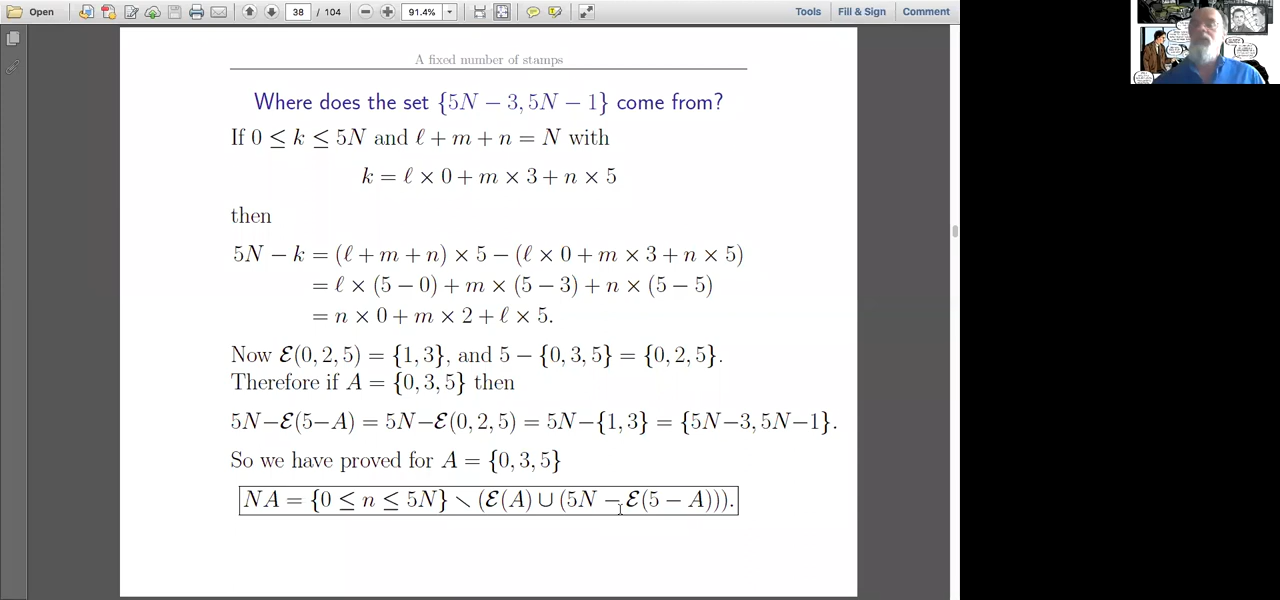 Open
38 / 104
91.4%
Tools
Fill & Sign
Comment
A fixed number of stamps
Where does the set {5N − 3, 5N − 1} come from?
If 0 ≤ k ≤ 5N and ℓ + m + n = N with
k = ℓ × 0 + m × 3 + n × 5
then
5N − k = (ℓ + m + n) × 5 − (ℓ × 0 + m × 3 + n × 5)
= ℓ × (5 − 0) + m × (5 − 3) + n × (5 − 5)
= n × 0 + m × 2 + ℓ × 5.
Now ℰ(0, 2, 5) = {1, 3}, and 5 − {0, 3, 5} = {0, 2, 5}.
Therefore if A = {0, 3, 5} then
5N−ℰ(5−A) = 5N−ℰ(0, 2, 5) = 5N−{1, 3} = {5N−3, 5N−1}.
So we have proved for A = {0, 3, 5}
NA = {0 ≤ n ≤ 5N} ∖ (ℰ(A) ∪ (5N − ℰ(5 − A))).